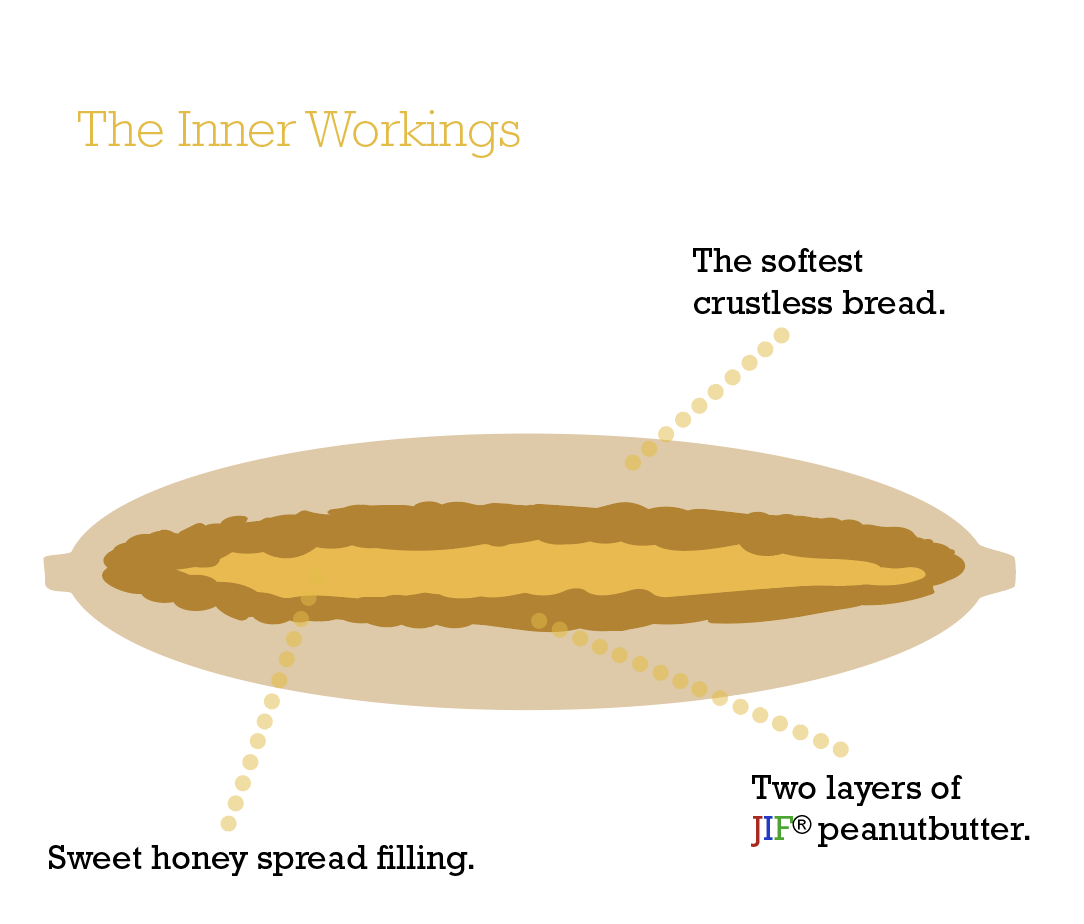 The Inner Workings
The softest
crustless bread.
Two layers of
JIF® peanutbutter.
Sweet honey spread filling.